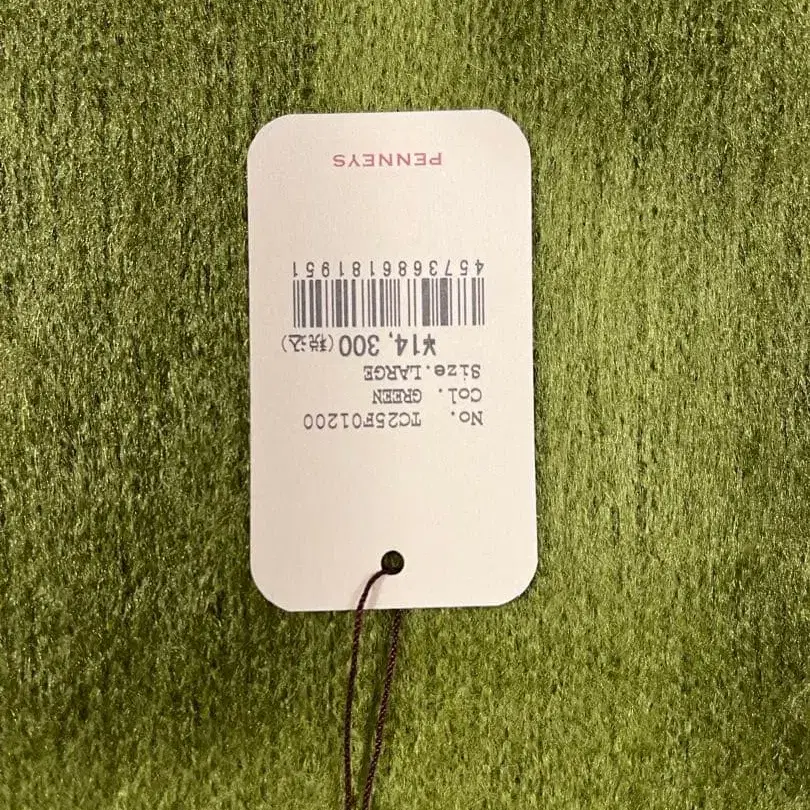 No. TC25F01200
Col. GREEN
Size.LARGE
¥14,300(税込)
4573686181951
PENNEYS